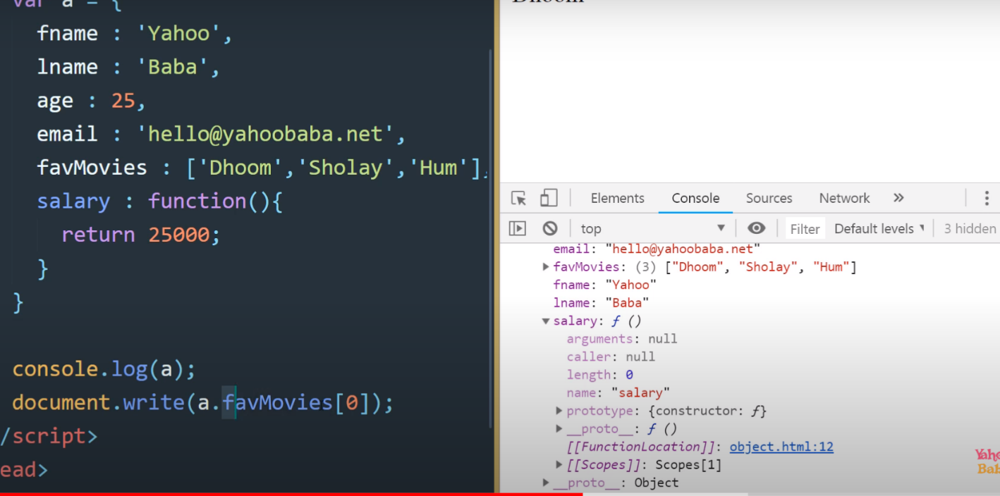 var a = {
fname : 'Yahoo',
lname : 'Baba',
age : 25,
email : 'hello@yahoobaba.net',
favMovies : ['Dhoom','Sholay','Hum'],
salary : function(){
return 25000;
}
}
console.log(a);
document.write(a.favMovies[0]);
/script>
ead>
Dhoom
Elements Console Sources Network »
top Filter Default levels 3 hidden
email: "hello@yahoobaba.net"
favMovies: (3) ["Dhoom", "Sholay", "Hum"]
fname: "Yahoo"
lname: "Baba"
salary: ƒ ()
arguments: null
caller: null
length: 0
name: "salary"
prototype: {constructor: ƒ}
__proto__: ƒ ()
[[FunctionLocation]]: object.html:12
[[Scopes]]: Scopes[1]
__proto__: Object
Yaho
Bab